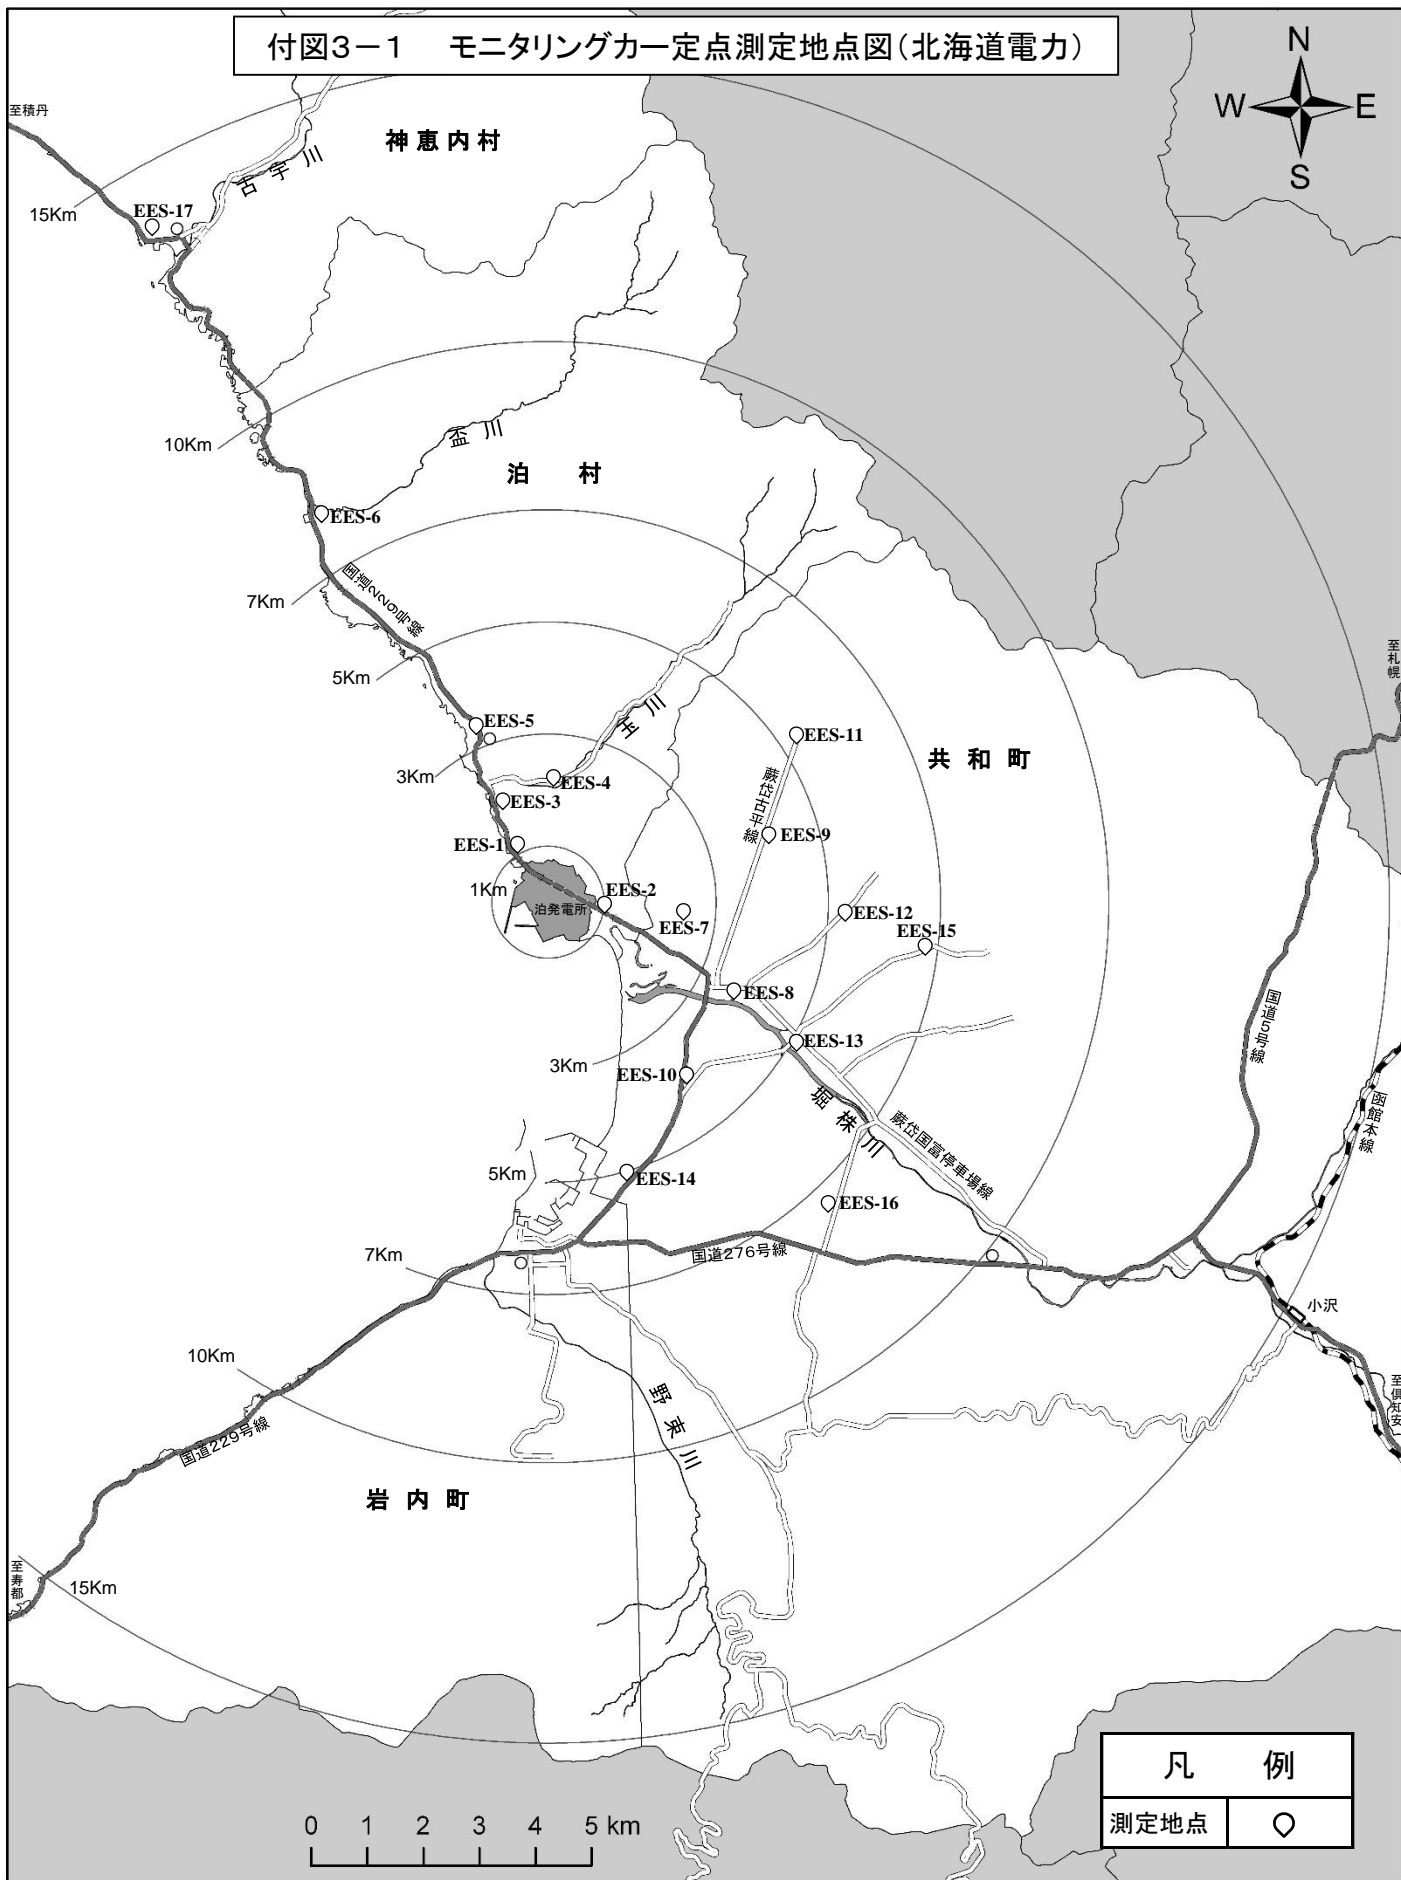 付図3-1 モニタリングカー定点測定地点図(北海道電力)
N
W E
S
至積丹
神恵内村
古宇川
15Km
EES-17
10Km
盃川
泊 村
EES-6
国道229号線
7Km
5Km
至札幌
玉川
EES-5
EES-11
共和町
3Km
EES-4
蕨岱古平線
EES-3
EES-9
EES-1
1Km
EES-2
泊発電所
EES-7
EES-12
EES-15
EES-8
国道5号線
EES-13
3Km
EES-10
堀株川
蕨岱国富停車場線
函館本線
5Km
EES-14
EES-16
7Km
国道276号線
小沢
10Km
野束川
至倶知安
国道229号線
岩内町
至寿都
15Km
凡 例
測定地点
0 1 2 3 4 5 km